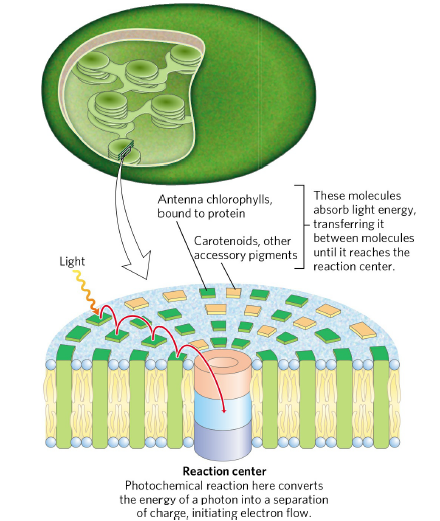 Antenna chlorophylls,
bound to protein
Carotenoids, other
accessory pigments
These molecules
absorb light energy,
transferring it
between molecules
until it reaches the
reaction center.
Light
Reaction center
Photochemical reaction here converts
the energy of a photon into a separation
of charge, initiating electron flow.